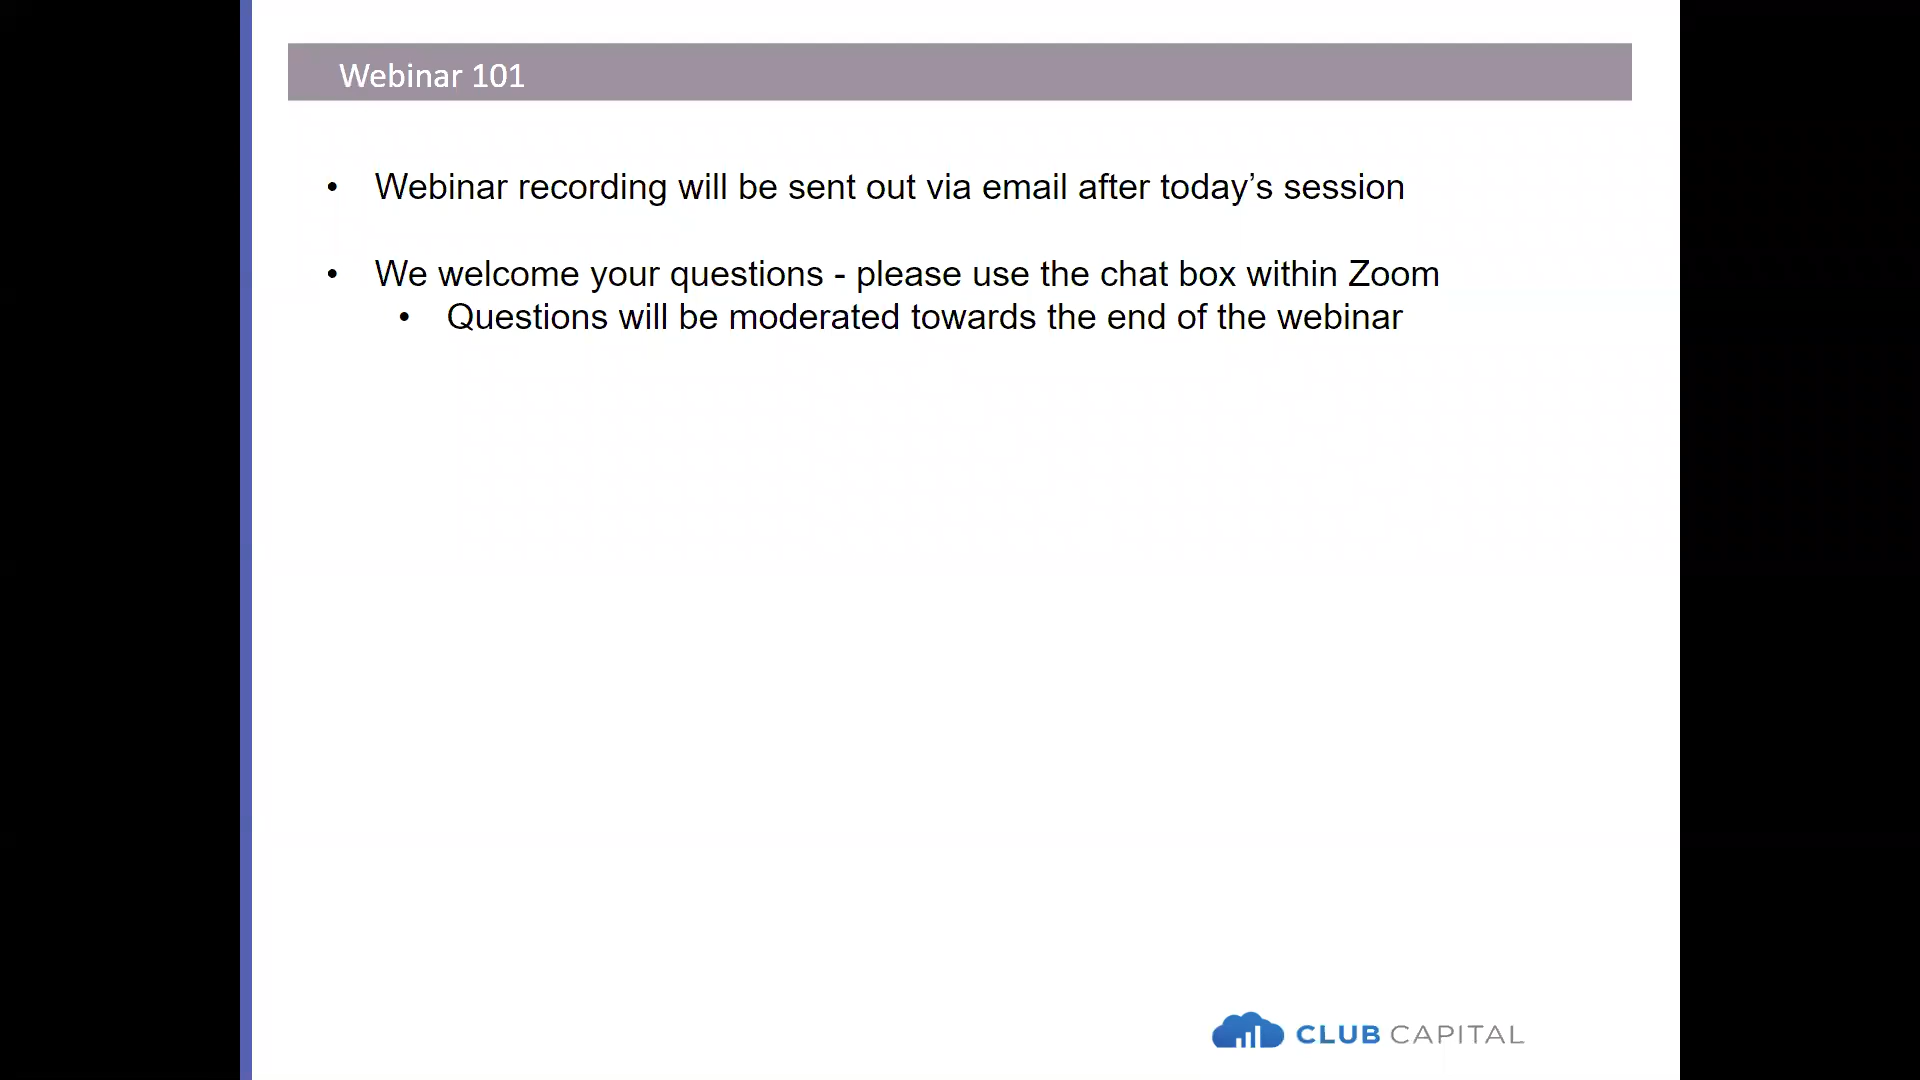 Webinar 101
• Webinar recording will be sent out via email after today’s session
• We welcome your questions - please use the chat box within Zoom
• Questions will be moderated towards the end of the webinar
CLUB CAPITAL